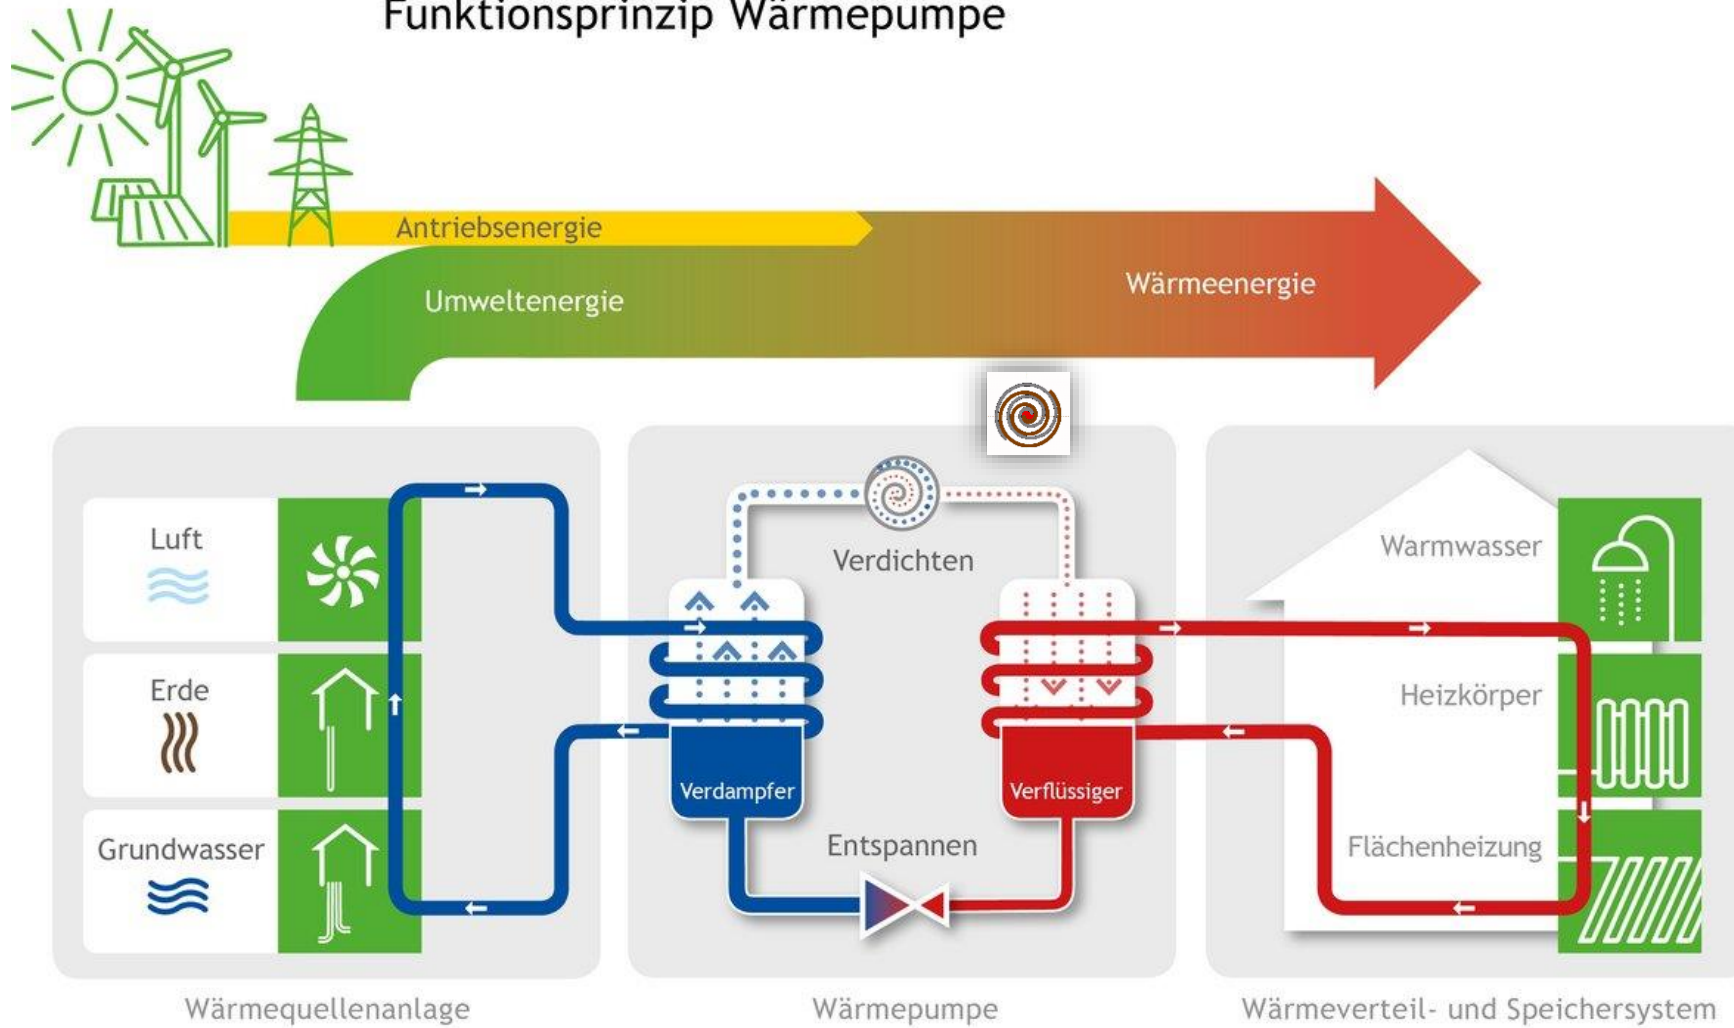 Funktionsprinzip Wärmepumpe
Antriebsenergie
Umweltenergie
Wärmeenergie
Luft
Erde
Grundwasser
Verdichten
Verdampfer
Verflüssiger
Entspannen
Warmwasser
Heizkörper
Flächenheizung
Wärmequellenanlage
Wärmepumpe
Wärmeverteil- und Speichersystem